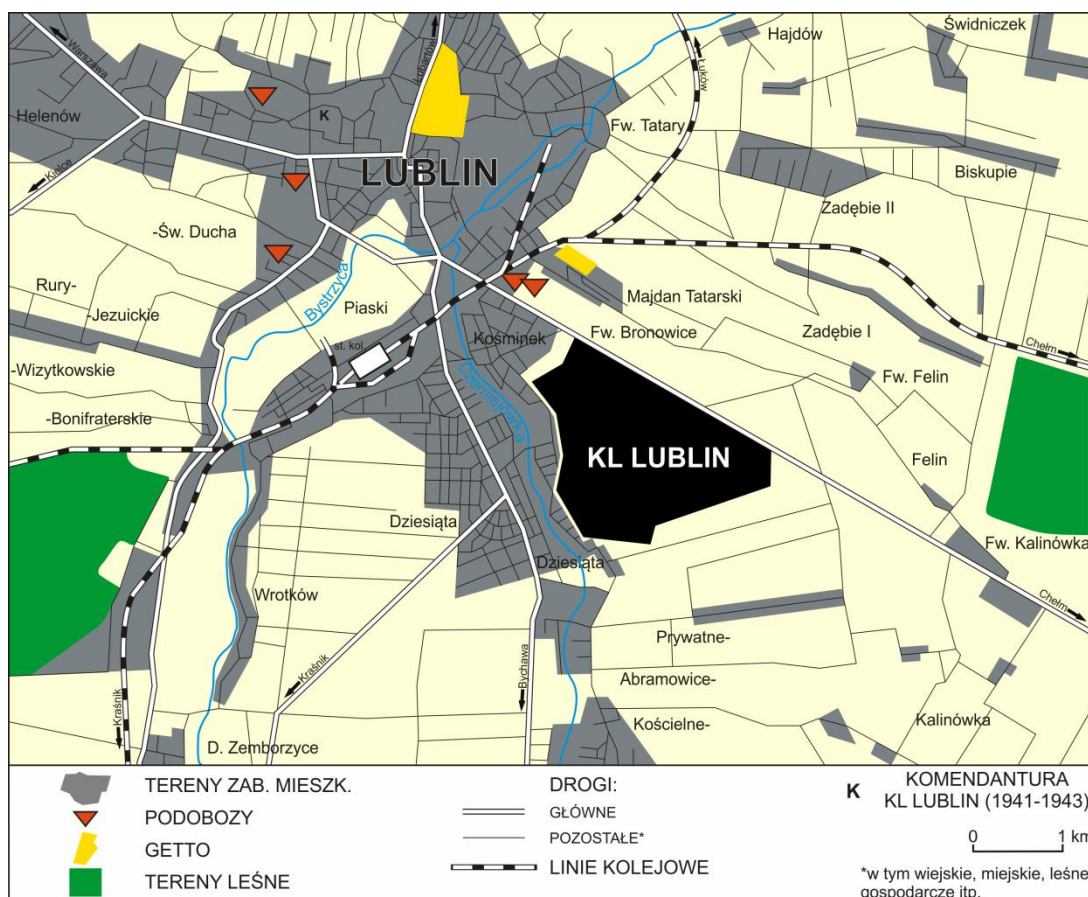 Warszawa
Lubartów
Łuków
Hajdów
Świdniczek
Helenów
K
Fw. Tatary
Kielce
LUBLIN
Biskupie
Zadębie II
-Św. Ducha
Bystrzyca
Rury-
-Jezuickie
Piaski
Majdan Tatarski
st. kol
Kośminek
Fw. Bronowice
Zadębie I
Chełm
-Wizytkowskie
Fw. Felin
Czerniejówka
-Bonifraterskie
KL LUBLIN
Felin
Dziesiąta
Fw. Kalinówka
Dziesiąta
Wrotków
Chełm
Prywatne-
Kraśnik
Bychawa
Abramowice-
Kraśnik
Kościelne-
Kalinówka
D. Zemborzyce
TERENY ZAB. MIESZK.
PODOBOZY
GETTO
TERENY LEŚNE
DROGI:
GŁÓWNE
POZOSTAŁE*
LINIE KOLEJOWE
K KOMENDANTURA
KL LUBLIN (1941-1943)
0 1 km
*w tym wiejskie, miejskie, leśne
gospodarcze itp.